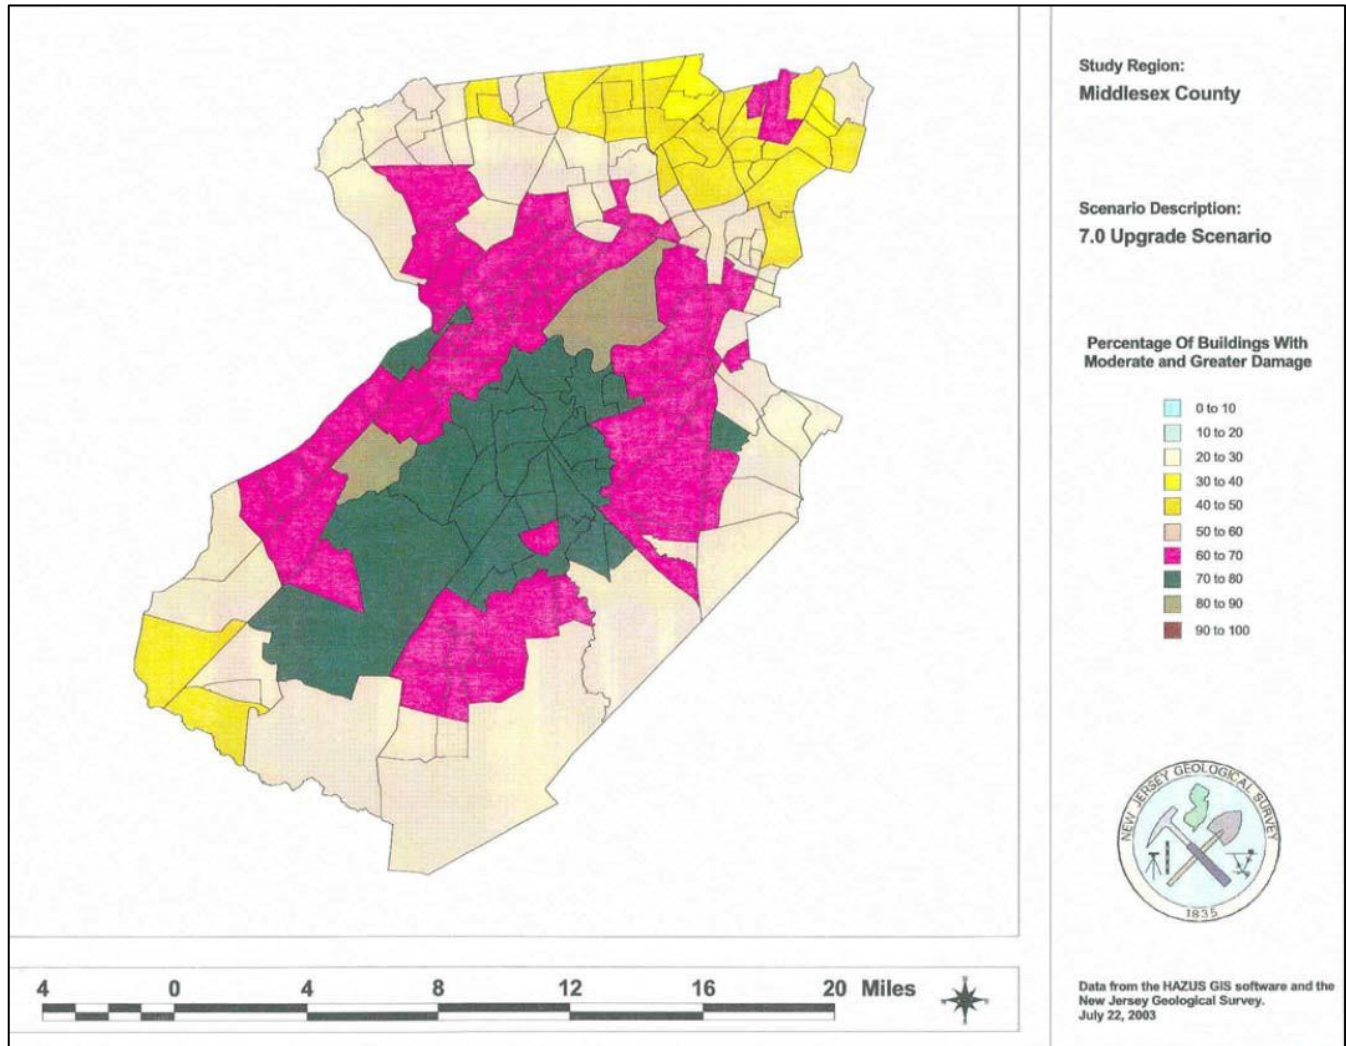 Study Region:
Middlesex County
Scenario Description:
7.0 Upgrade Scenario
Percentage Of Buildings With
Moderate and Greater Damage
0 to 10
10 to 20
20 to 30
30 to 40
40 to 50
50 to 60
60 to 70
70 to 80
80 to 90
90 to 100
NEW JERSEY GEOLOGICAL SURVEY
1835
4 0 4 8 12 16 20 Miles
Data from the HAZUS GIS software and the
New Jersey Geological Survey.
July 22, 2003